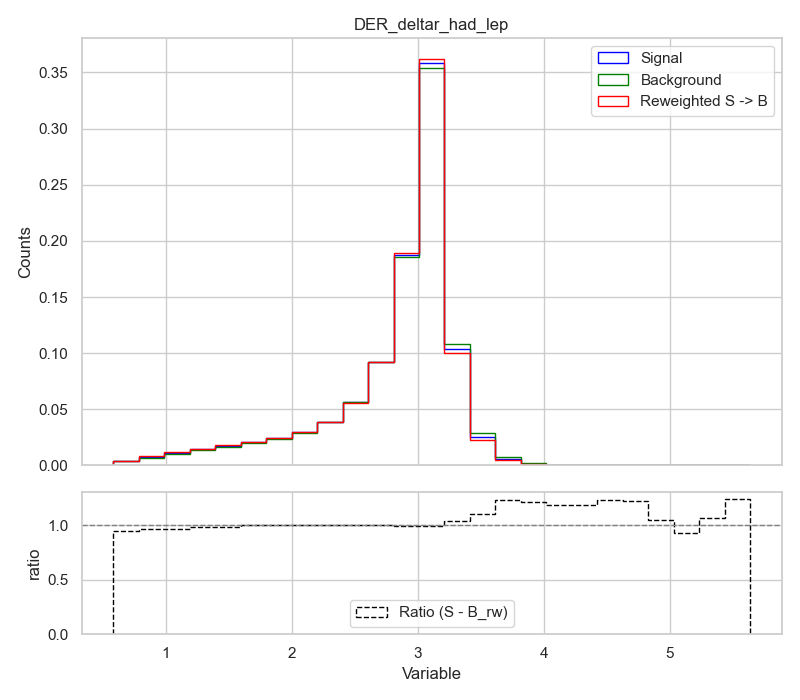 DER_deltar_had_lep
Signal
Background
Reweighted S -> B
Counts
0.35
0.30
0.25
0.20
0.15
0.10
0.05
0.00
ratio
1.0
0.5
0.0
Ratio (S - B_rw)
1 2 3 4 5
Variable